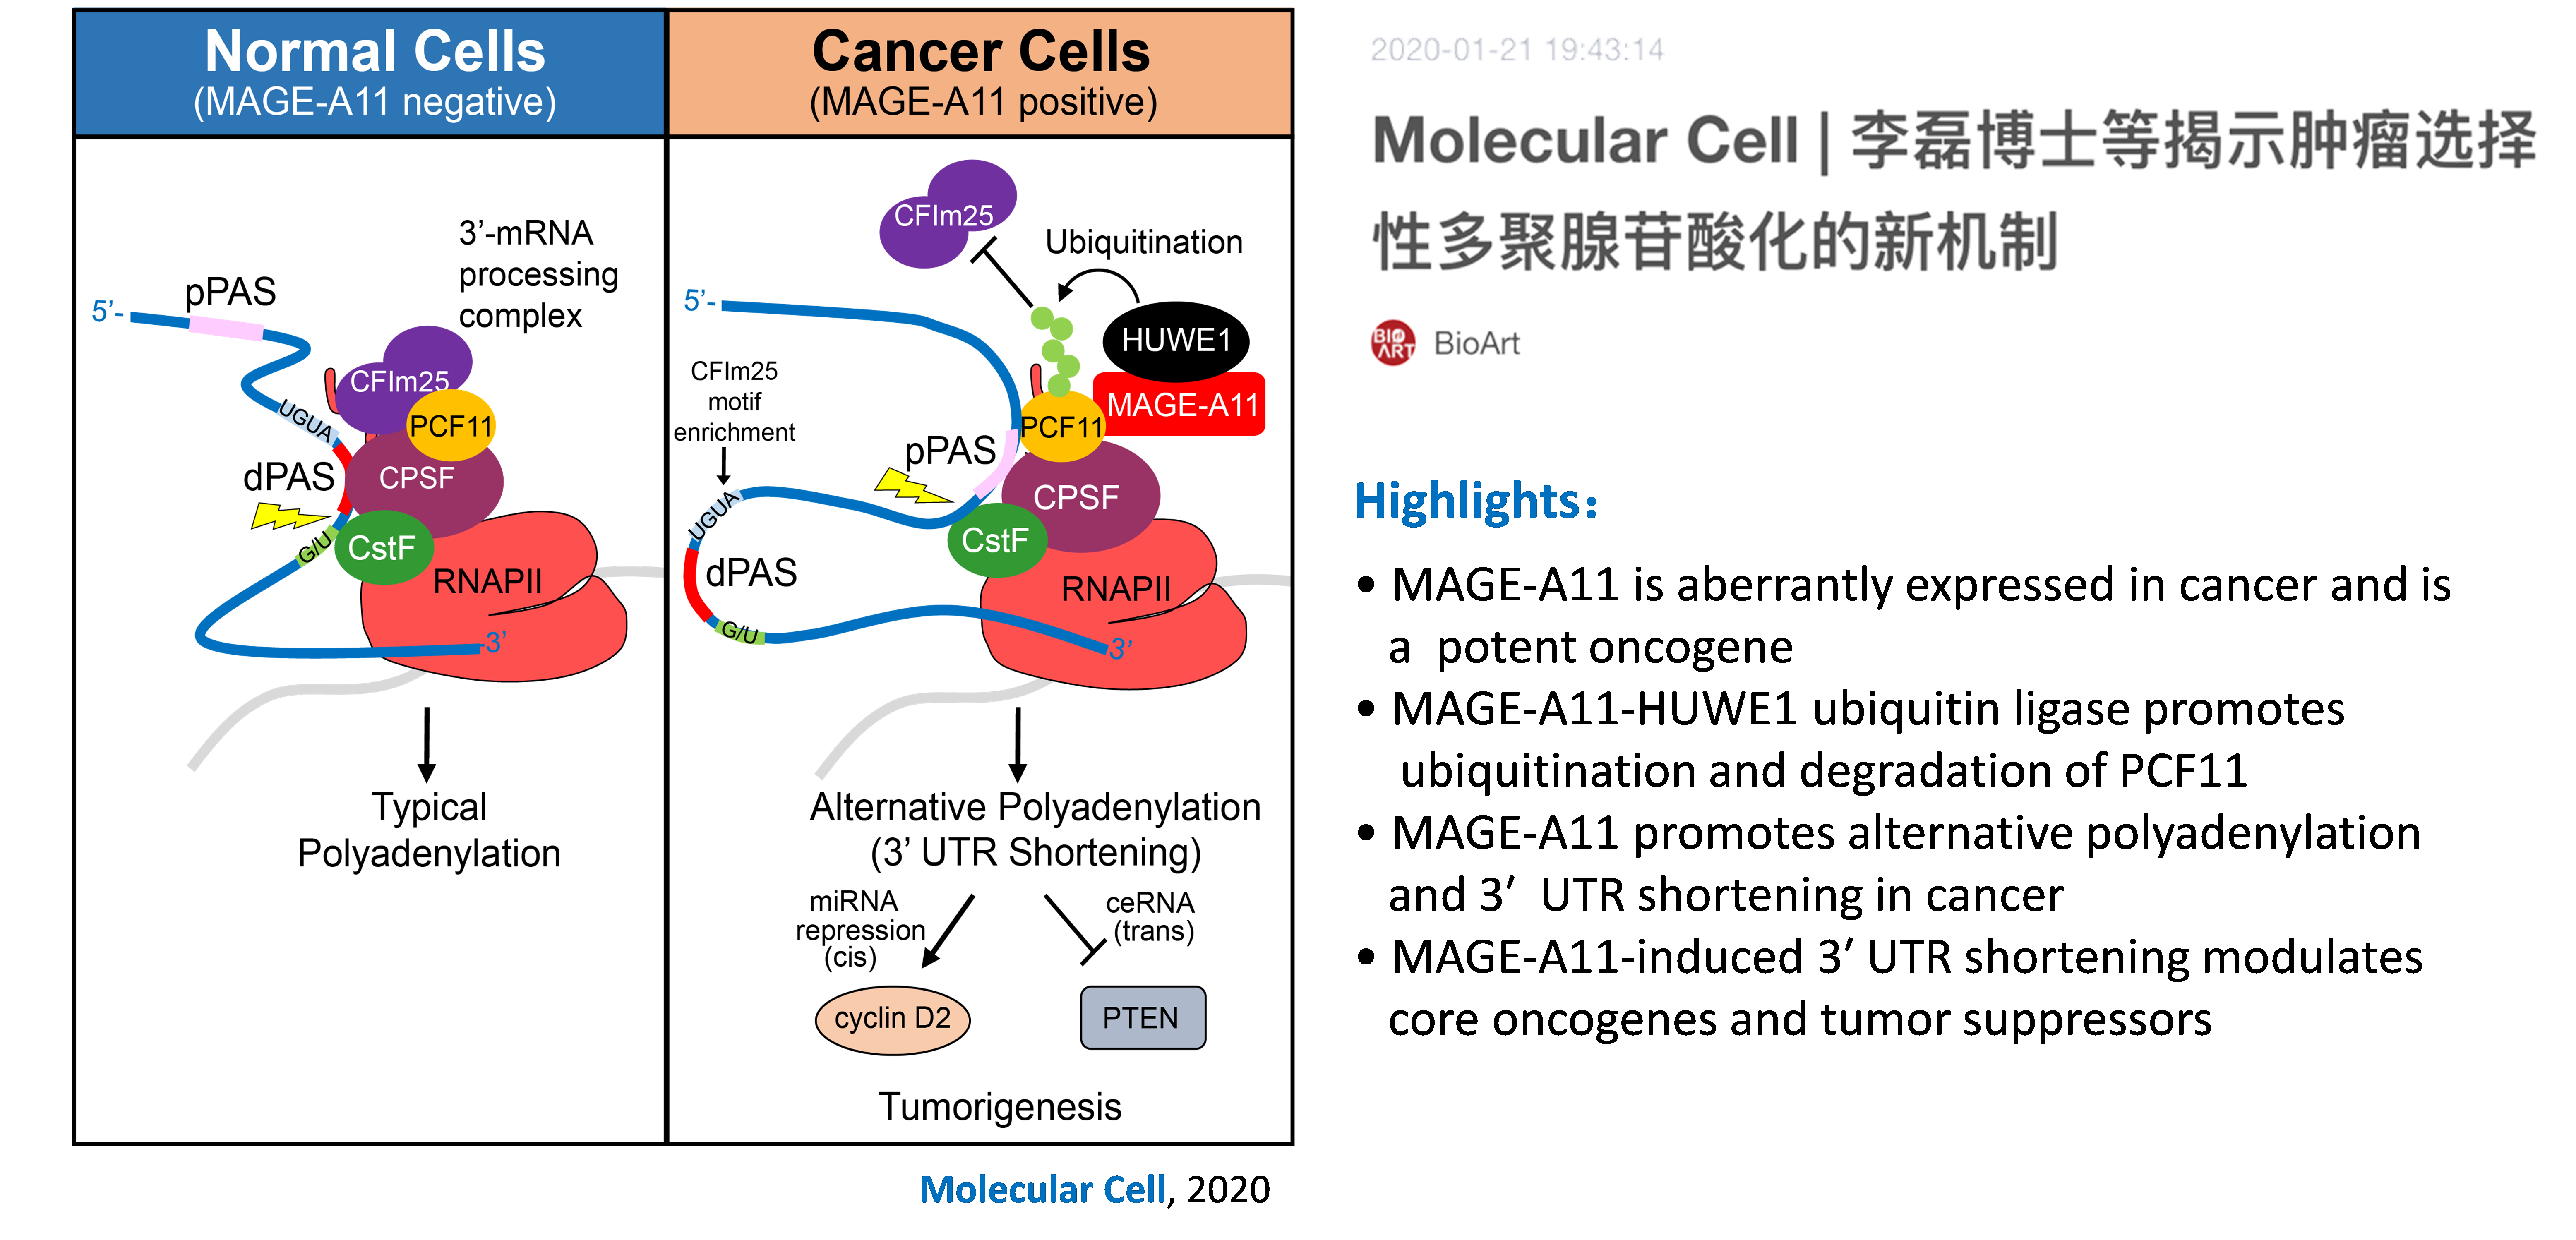 Normal Cells
(MAGE-A11 negative)
5’-
pPAS
3’-mRNA
processing
complex
CFIm25
PCF11
UGUA
dPAS
CPSF
G/U
CstF
RNAPII
3’
Typical
Polyadenylation
Cancer Cells
(MAGE-A11 positive)
CFIm25
Ubiquitination
5’-
HUWE1
MAGE-A11
CFIm25
motif
enrichment
PCF11
pPAS
CPSF
UGUA
CstF
dPAS
RNAPII
G/U
3’
Alternative Polyadenylation
(3’ UTR Shortening)
miRNA
repression
(cis)
ceRNA
(trans)
cyclin D2
PTEN
Tumorigenesis
Molecular Cell, 2020
2020-01-21 19:43:14
Molecular Cell | 李磊博士等揭示肿瘤选择
性多聚腺苷酸化的新机制
BIO
ART
BioArt
Highlights：
• MAGE-A11 is aberrantly expressed in cancer and is
a potent oncogene
• MAGE-A11-HUWE1 ubiquitin ligase promotes
ubiquitination and degradation of PCF11
• MAGE-A11 promotes alternative polyadenylation
and 3′ UTR shortening in cancer
• MAGE-A11-induced 3′ UTR shortening modulates
core oncogenes and tumor suppressors